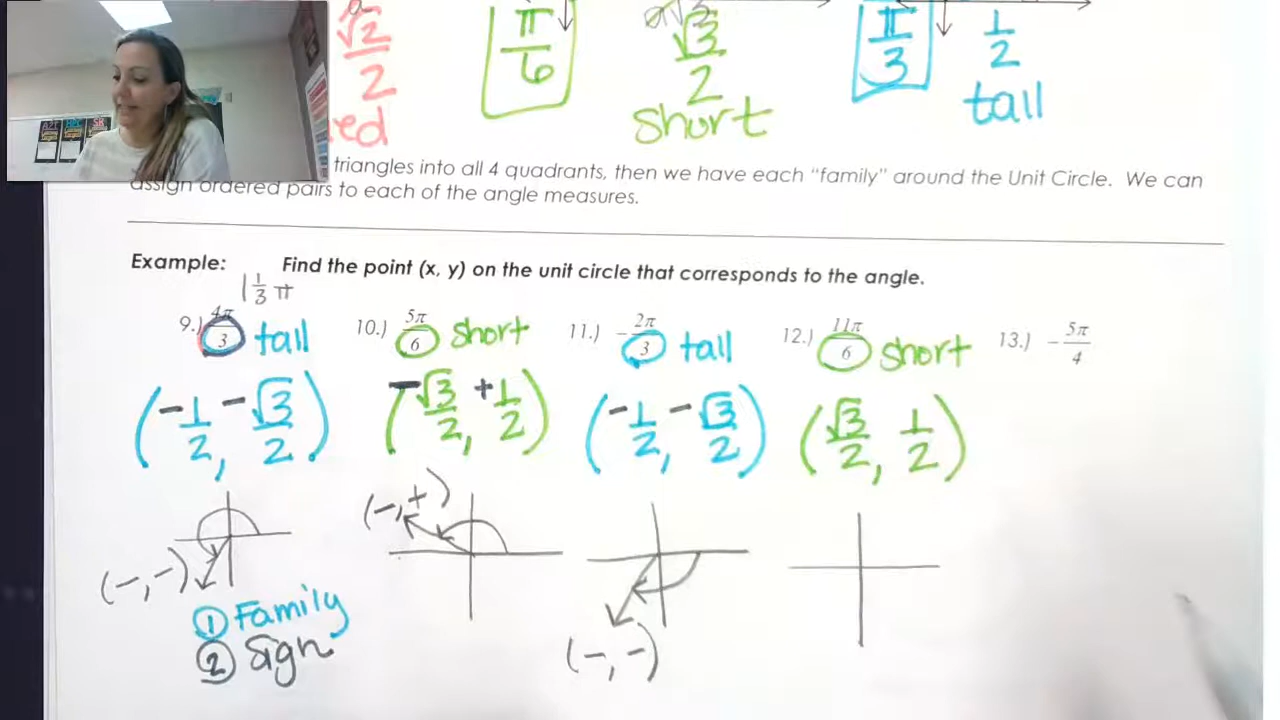 √2/2
ed
π/6
√3/2
short
π/3
1/2
tall
triangles into all 4 quadrants, then we have each “family” around the Unit Circle. We can
assign ordered pairs to each of the angle measures.
Example: Find the point (x, y) on the unit circle that corresponds to the angle.
1 1/3 π
9.) 4π/3 tall 10.) 5π/6 short 11.) -2π/3 tall 12.) 11π/6 short 13.) -5π/4
(-1/2, -√3/2) (-√3/2, +1/2) (-1/2, -√3/2) (√3/2, 1/2)
(-,+)
(-,-)
① Family
② Sign
(-,-)